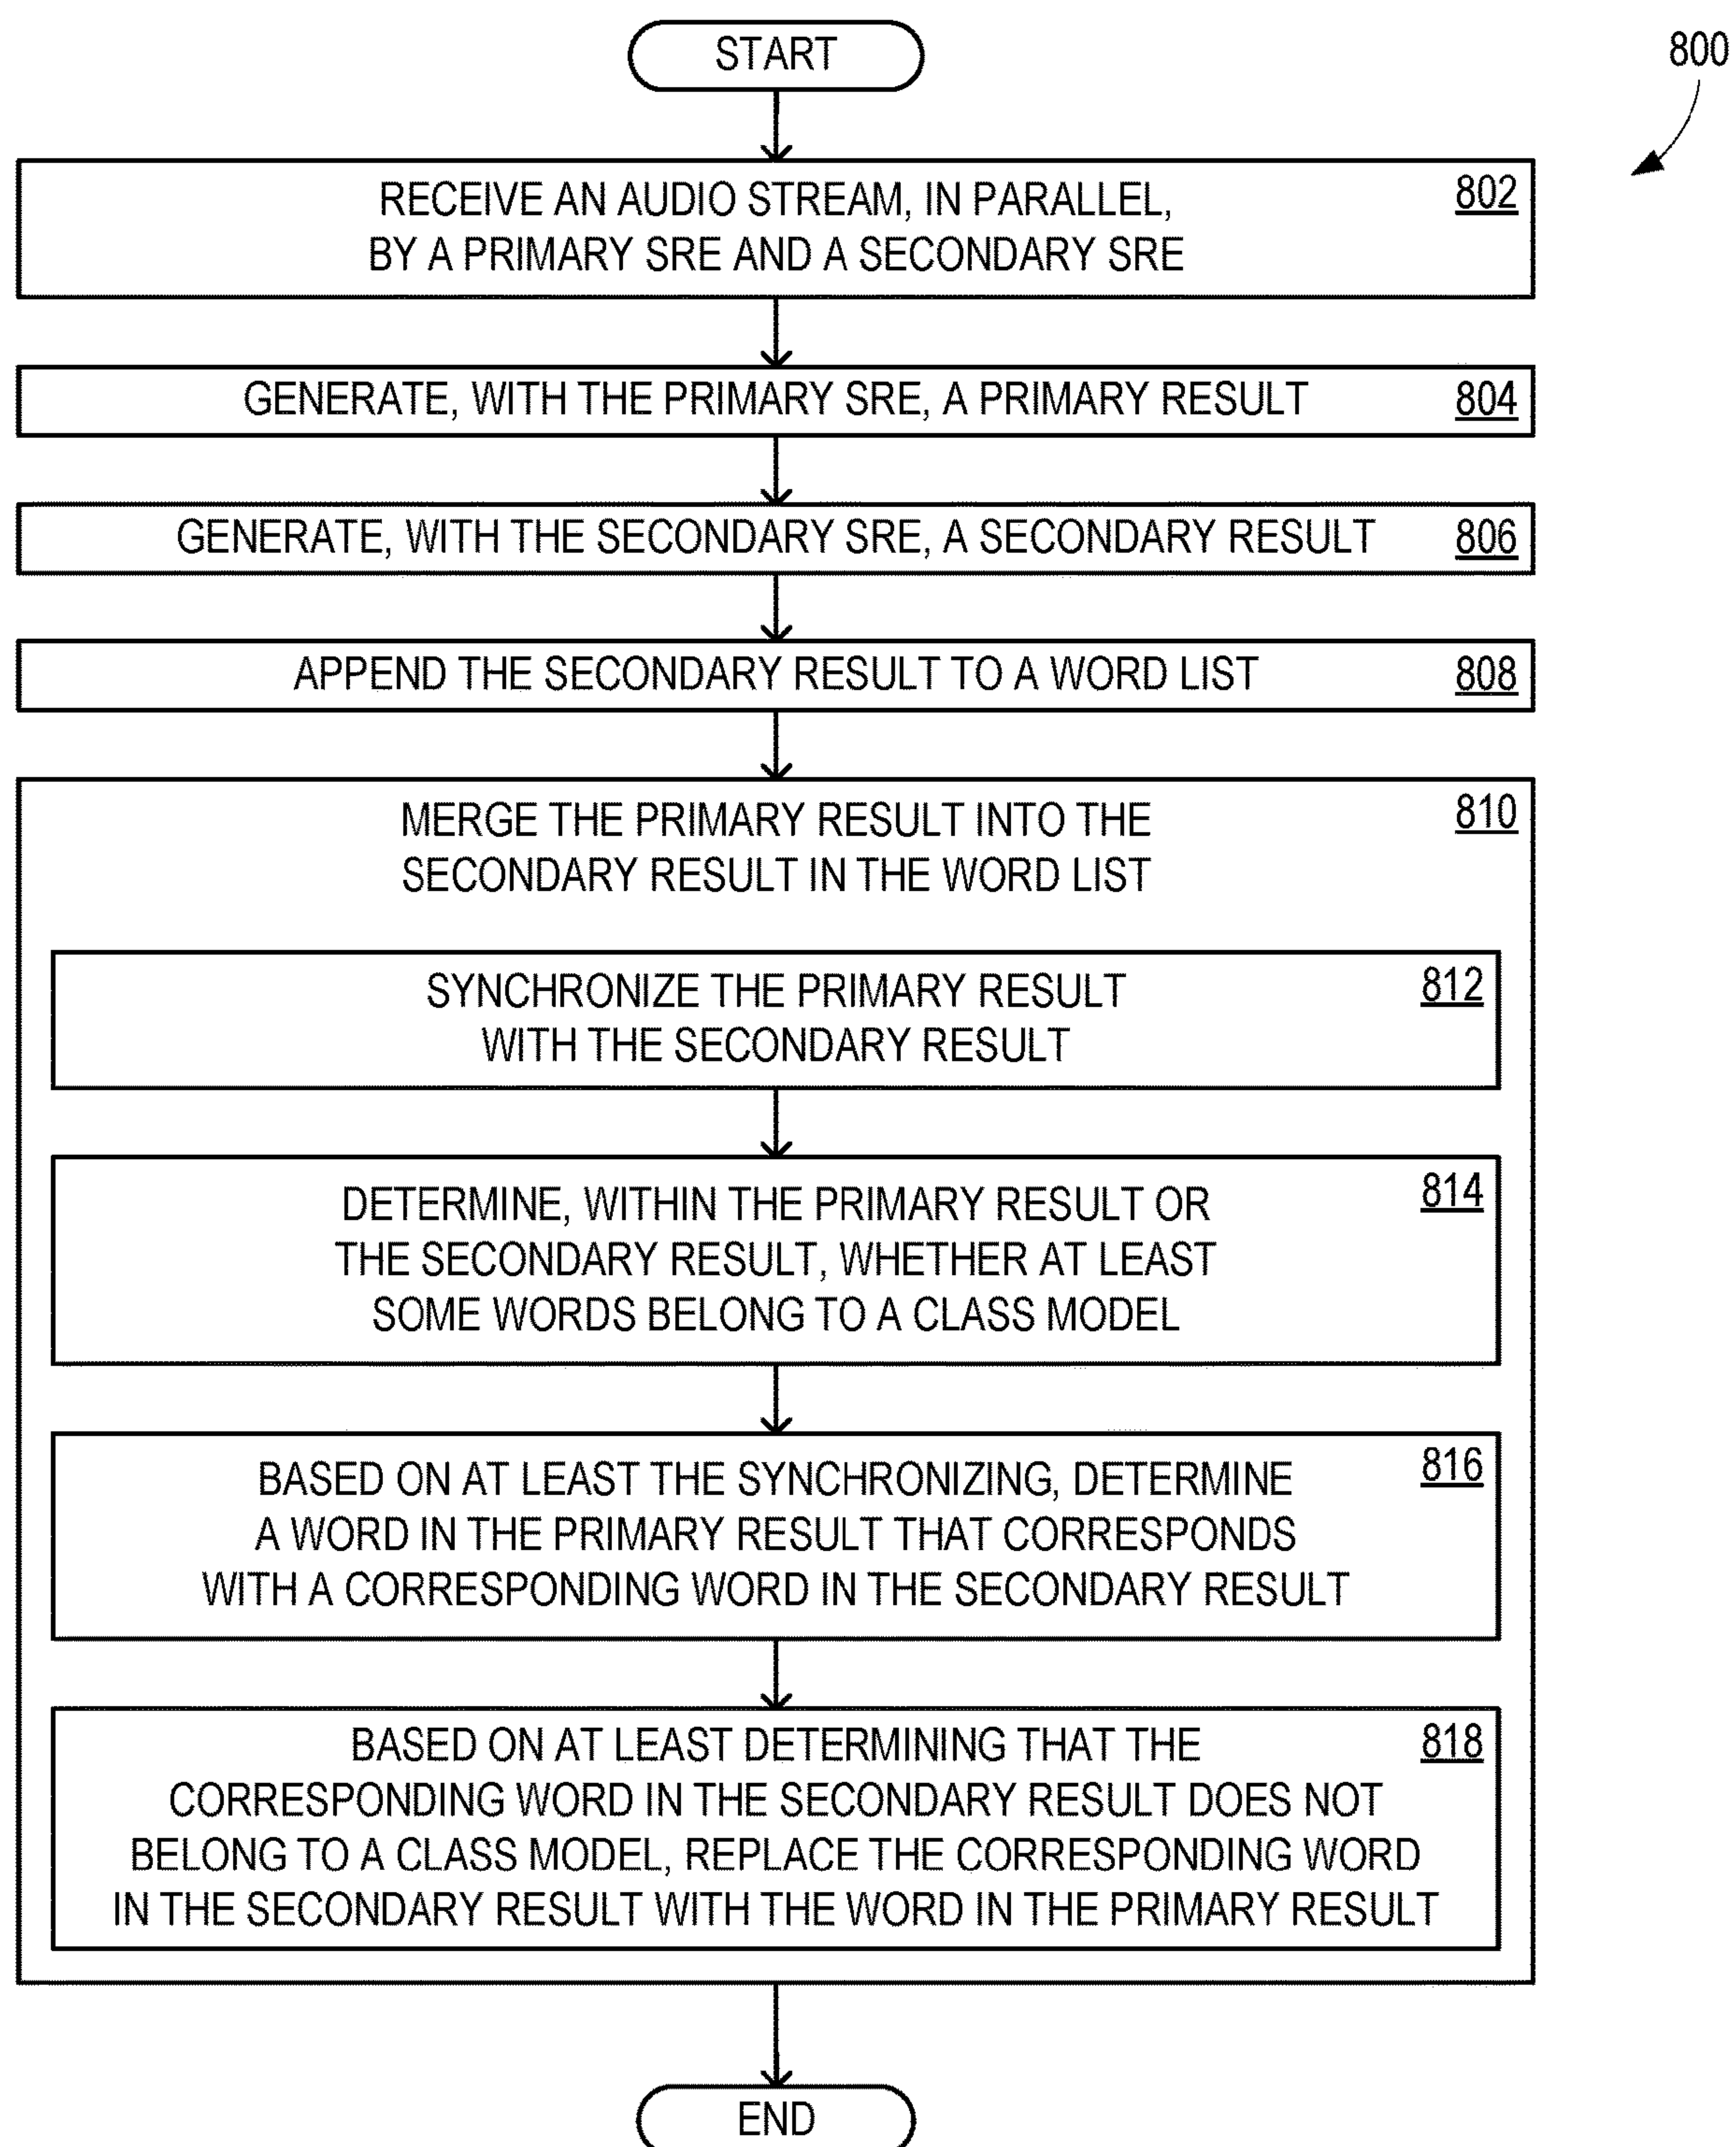 START
800
RECEIVE AN AUDIO STREAM, IN PARALLEL,
BY A PRIMARY SRE AND A SECONDARY SRE
802
GENERATE, WITH THE PRIMARY SRE, A PRIMARY RESULT
804
GENERATE, WITH THE SECONDARY SRE, A SECONDARY RESULT
806
APPEND THE SECONDARY RESULT TO A WORD LIST
808
MERGE THE PRIMARY RESULT INTO THE
SECONDARY RESULT IN THE WORD LIST
810
SYNCHRONIZE THE PRIMARY RESULT
WITH THE SECONDARY RESULT
812
DETERMINE, WITHIN THE PRIMARY RESULT OR
THE SECONDARY RESULT, WHETHER AT LEAST
SOME WORDS BELONG TO A CLASS MODEL
814
BASED ON AT LEAST THE SYNCHRONIZING, DETERMINE
A WORD IN THE PRIMARY RESULT THAT CORRESPONDS
WITH A CORRESPONDING WORD IN THE SECONDARY RESULT
816
BASED ON AT LEAST DETERMINING THAT THE
CORRESPONDING WORD IN THE SECONDARY RESULT DOES NOT
BELONG TO A CLASS MODEL, REPLACE THE CORRESPONDING WORD
IN THE SECONDARY RESULT WITH THE WORD IN THE PRIMARY RESULT
818
END